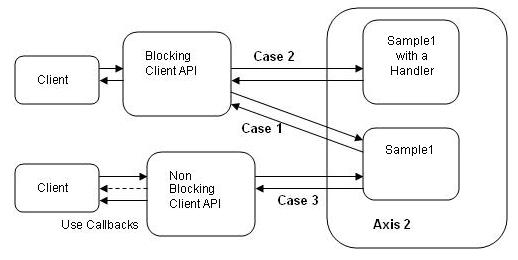 Client
Blocking
Client API
Case 2
Sample1
with a
Handler
Case 1
Sample1
Client
Non
Blocking
Client API
Case 3
Use Callbacks
Axis 2